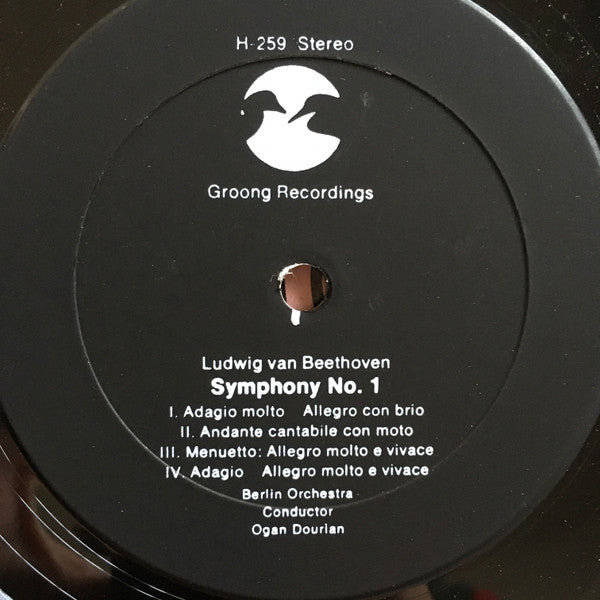 H-259 Stereo
Groong Recordings
Ludwig van Beethoven
Symphony No. 1
I. Adagio molto Allegro con brio
II. Andante cantabile con moto
III. Menuetto: Allegro molto e vivace
IV. Adagio Allegro molto e vivace
Berlin Orchestra
Conductor
Ogan Dourlan